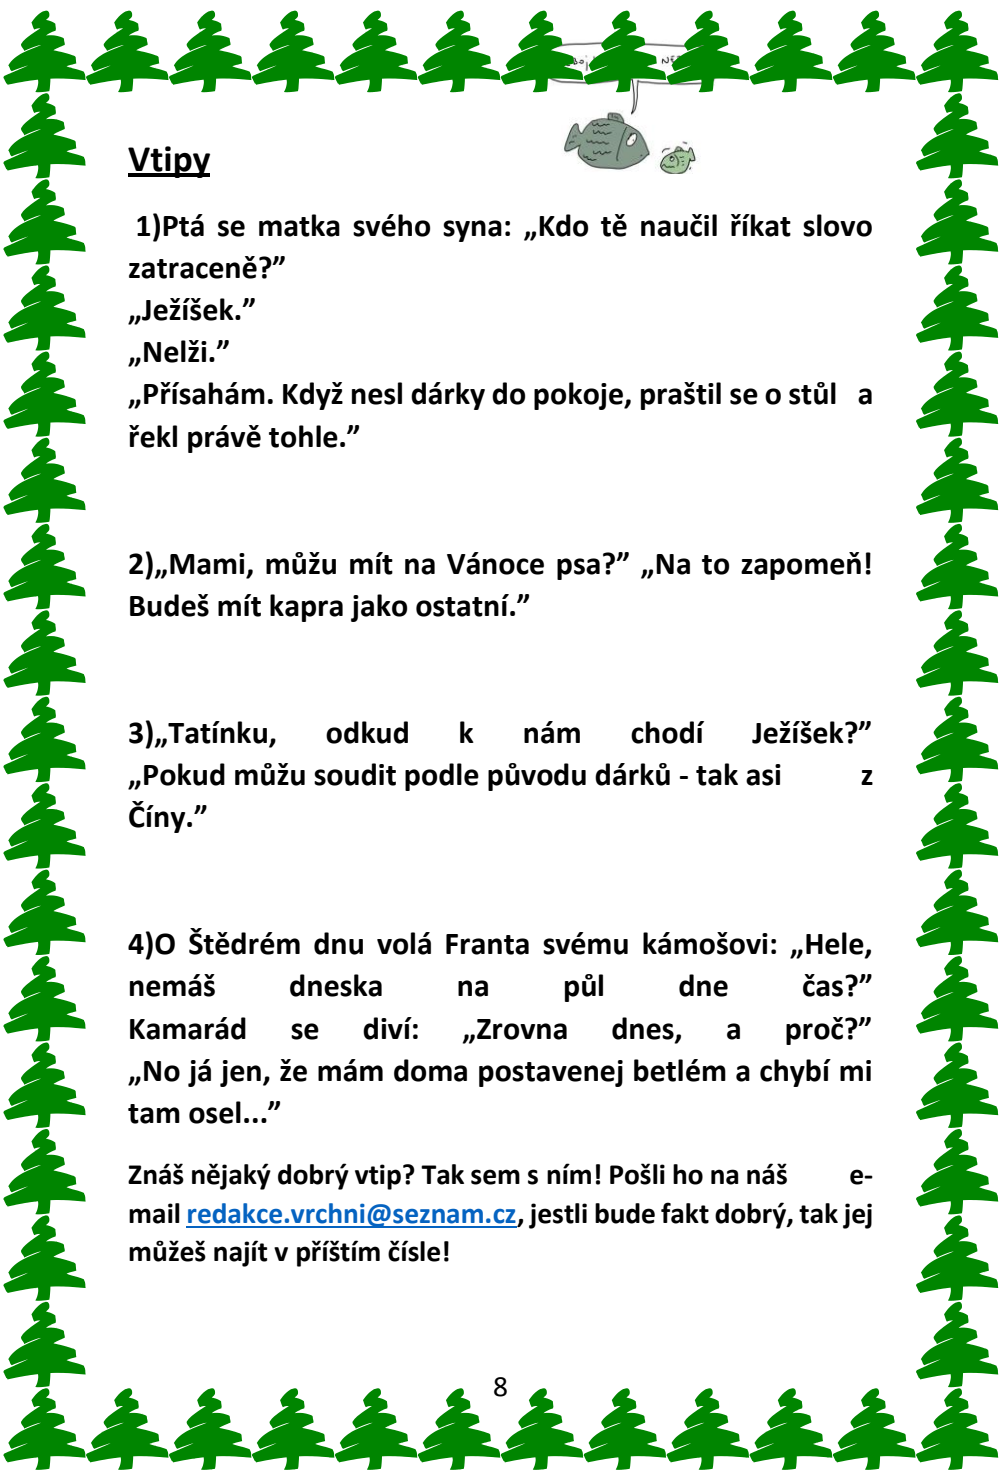 Vtipy
1)Ptá se matka svého syna: „Kdo tě naučil říkat slovo
zatraceně?”
„Ježíšek.”
„Nelži.”
„Přísahám. Když nesl dárky do pokoje, praštil se o stůl a
řekl právě tohle.”
2)„Mami, můžu mít na Vánoce psa?” „Na to zapomeň!
Budeš mít kapra jako ostatní.”
3)„Tatínku, odkud k nám chodí Ježíšek?”
„Pokud můžu soudit podle původu dárků - tak asi z
Číny.”
4)O Štědrém dnu volá Franta svému kámošovi: „Hele,
nemáš dneska na půl dne čas?”
Kamarád se diví: „Zrovna dnes, a proč?”
„No já jen, že mám doma postavenej betlém a chybí mi
tam osel...”
Znáš nějaký dobrý vtip? Tak sem s ním! Pošli ho na náš e-
mail redakce.vrchni@seznam.cz, jestli bude fakt dobrý, tak jej
můžeš najít v příštím čísle!
8